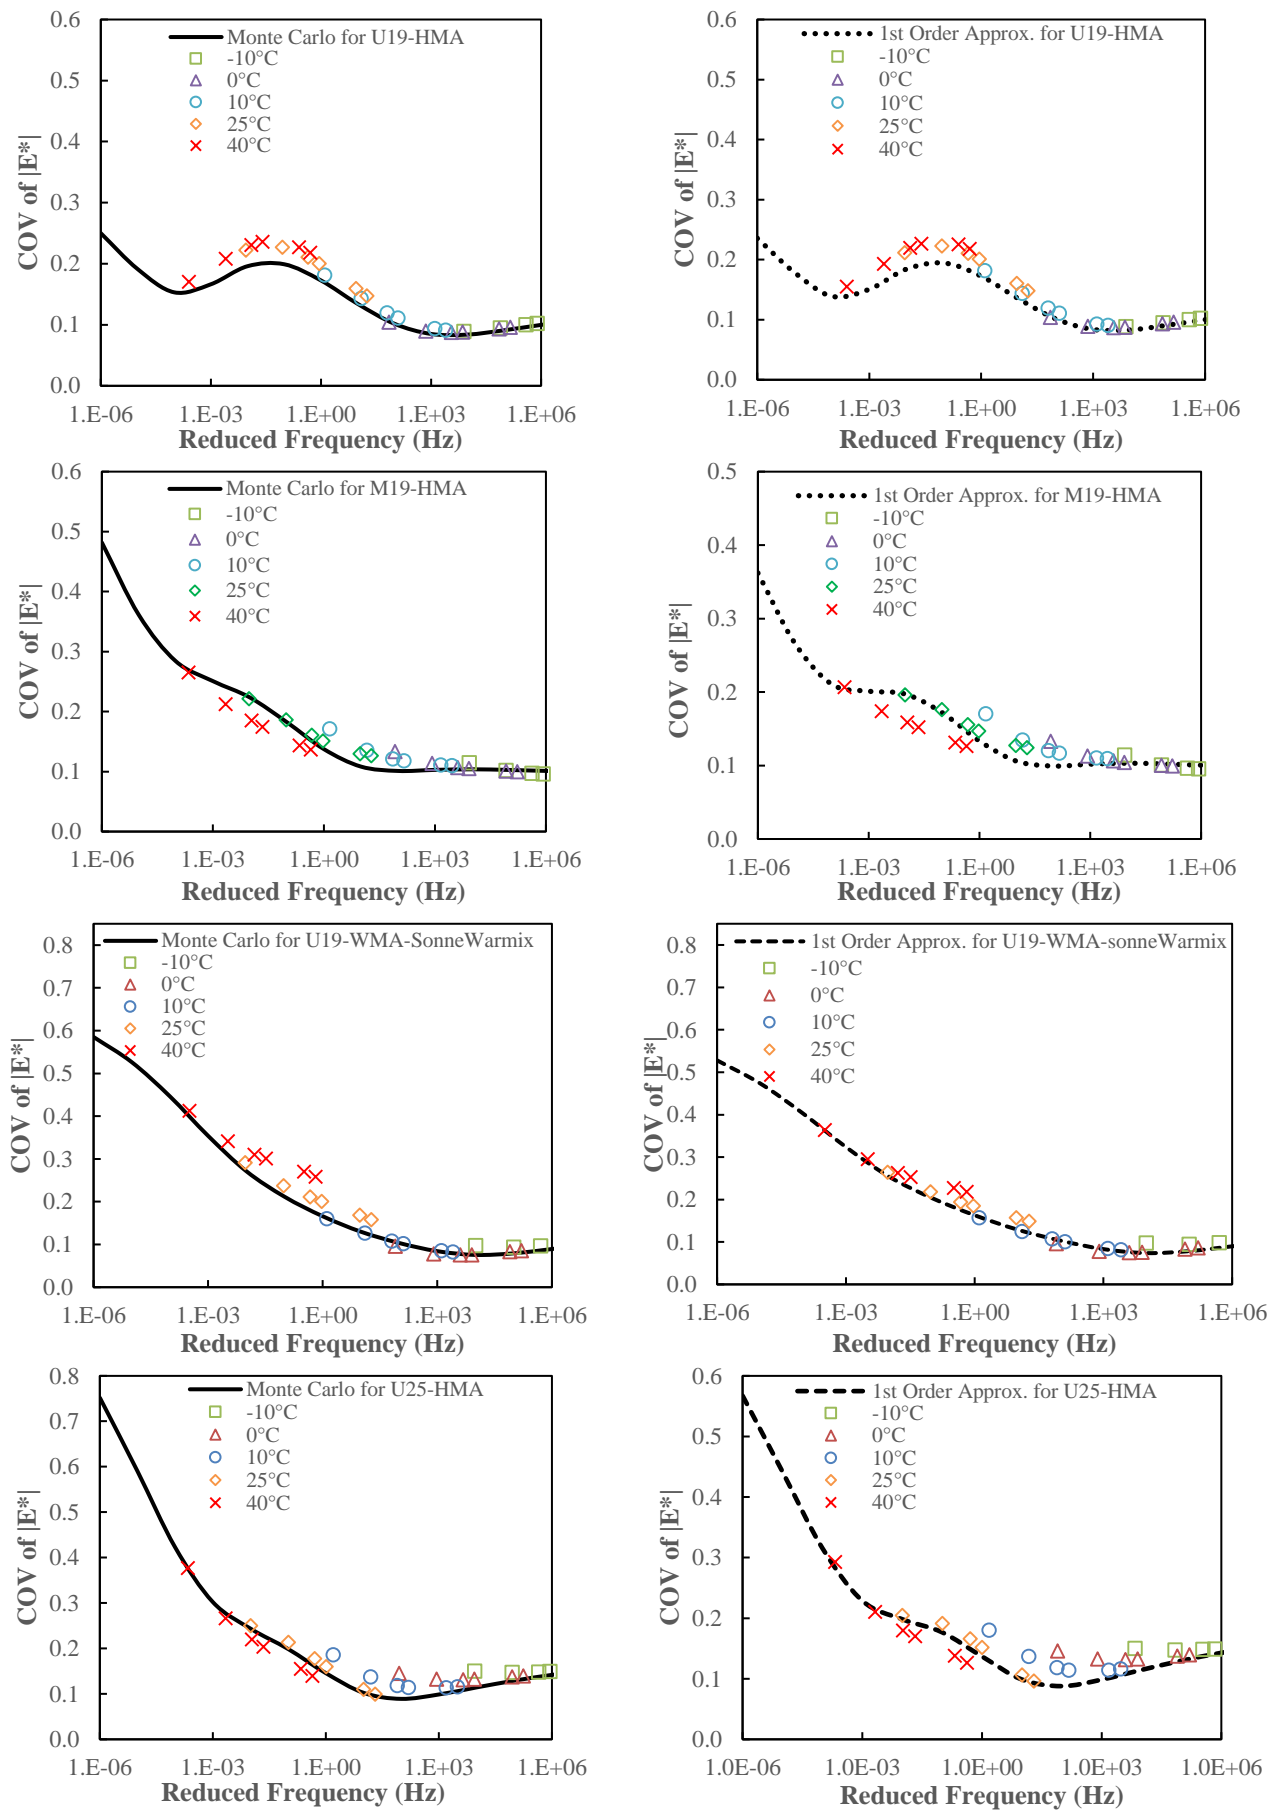 0.6
0.5
0.4
0.3
0.2
0.1
0.0
COV of |E*|
Monte Carlo for U19-HMA
-10°C
0°C
10°C
25°C
40°C
1.E-06 1.E-03 1.E+00 1.E+03 1.E+06
Reduced Frequency (Hz)
0.6
0.5
0.4
0.3
0.2
0.1
0.0
COV of |E*|
1st Order Approx. for U19-HMA
-10°C
0°C
10°C
25°C
40°C
1.E-06 1.E-03 1.E+00 1.E+03 1.E+06
Reduced Frequency (Hz)
0.6
0.5
0.4
0.3
0.2
0.1
0.0
COV of |E*|
Monte Carlo for M19-HMA
-10°C
0°C
10°C
25°C
40°C
1.E-06 1.E-03 1.E+00 1.E+03 1.E+06
Reduced Frequency (Hz)
0.5
0.4
0.3
0.2
0.1
0.0
COV of |E*|
1st Order Approx. for M19-HMA
-10°C
0°C
10°C
25°C
40°C
1.E-06 1.E-03 1.E+00 1.E+03 1.E+06
Reduced Frequency (Hz)
0.8
0.7
0.6
0.5
0.4
0.3
0.2
0.1
0.0
COV of |E*|
Monte Carlo for U19-WMA-SonneWarmix
-10°C
0°C
10°C
25°C
40°C
1.E-06 1.E-03 1.E+00 1.E+03 1.E+06
Reduced Frequency (Hz)
0.8
0.7
0.6
0.5
0.4
0.3
0.2
0.1
0.0
COV of |E*|
1st Order Approx. for U19-WMA-sonneWarmix
-10°C
0°C
10°C
25°C
40°C
1.E-06 1.E-03 1.E+00 1.E+03 1.E+06
Reduced Frequency (Hz)
0.8
0.7
0.6
0.5
0.4
0.3
0.2
0.1
0.0
COV of |E*|
Monte Carlo for U25-HMA
-10°C
0°C
10°C
25°C
40°C
1.E-06 1.E-03 1.E+00 1.E+03 1.E+06
Reduced Frequency (Hz)
0.6
0.5
0.4
0.3
0.2
0.1
0.0
COV of |E*|
1st Order Approx. for U25-HMA
-10°C
0°C
10°C
25°C
40°C
1.0E-06 1.0E-03 1.0E+00 1.0E+03 1.0E+06
Reduced Frequency (Hz)